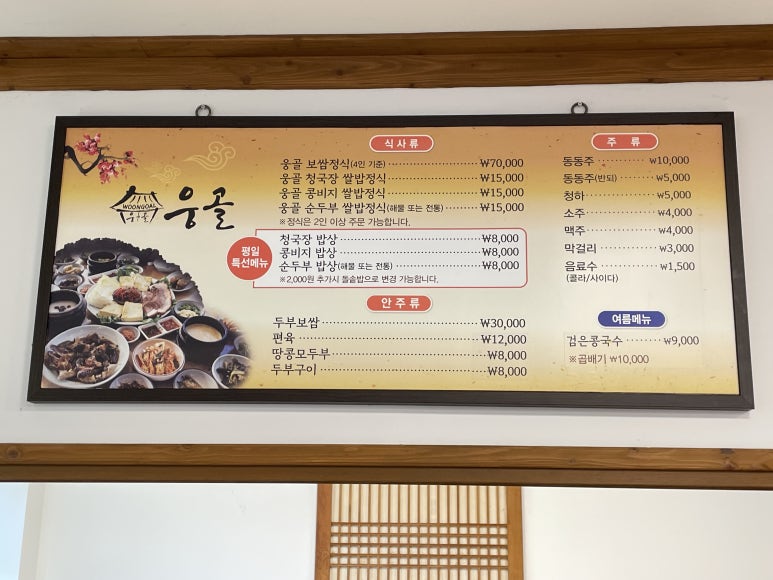 WOONGOAL
웅골
웅골
식사류
웅골 보쌈정식(4인 기준) ₩70,000
웅골 청국장 쌀밥정식 ₩15,000
웅골 콩비지 쌀밥정식 ₩15,000
웅골 순두부 쌀밥정식(해물 또는 전통) ₩15,000
※정식은 2인 이상 주문 가능합니다.
평일
특선메뉴
청국장 밥상 ₩8,000
콩비지 밥상 ₩8,000
순두부 밥상(해물 또는 전통) ₩8,000
※2,000원 추가시 돌솥밥으로 변경 가능합니다.
안주류
두부보쌈 ₩30,000
편육 ₩12,000
땅콩모두부 ₩8,000
두부구이 ₩8,000
주 류
동동주 ₩10,000
동동주(반되) ₩5,000
청하 ₩5,000
소주 ₩4,000
맥주 ₩4,000
막걸리 ₩3,000
음료수 ₩1,500
(콜라/사이다)
여름메뉴
검은콩국수 ₩9,000
※곱배기 ₩10,000